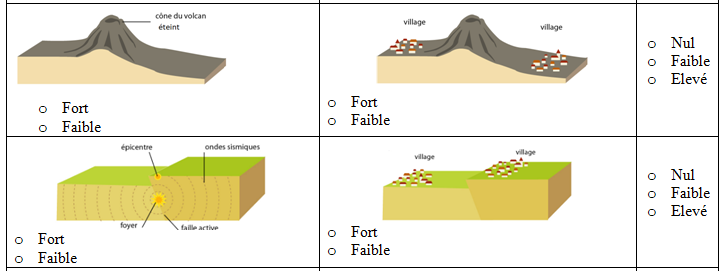 cône du volcan
éteint
village
village
o Nul
o Faible
o Elevé
o Fort
o Faible
o Fort
o Faible
épicentre
ondes sismiques
village
village
o Nul
o Faible
o Elevé
foyer
faille active
o Fort
o Faible
o Fort
o Faible